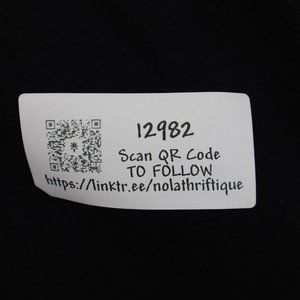 12982
Scan QR Code
TO FOLLOW
https://linktr.ee/nolathriftique